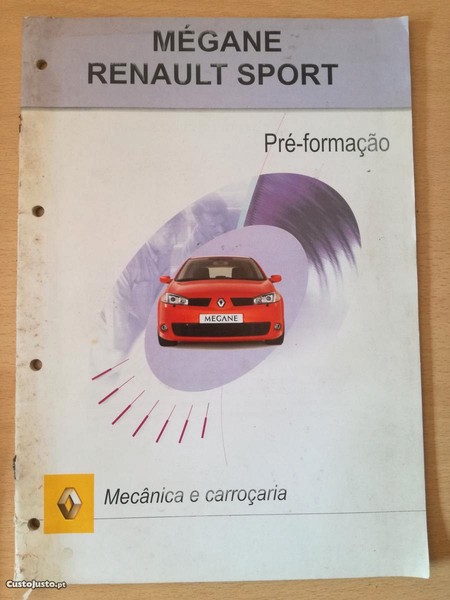 MÉGANE
RENAULT SPORT
Pré-formação
MEGANE
Mecânica e carroçaria
CustoJusto.pt